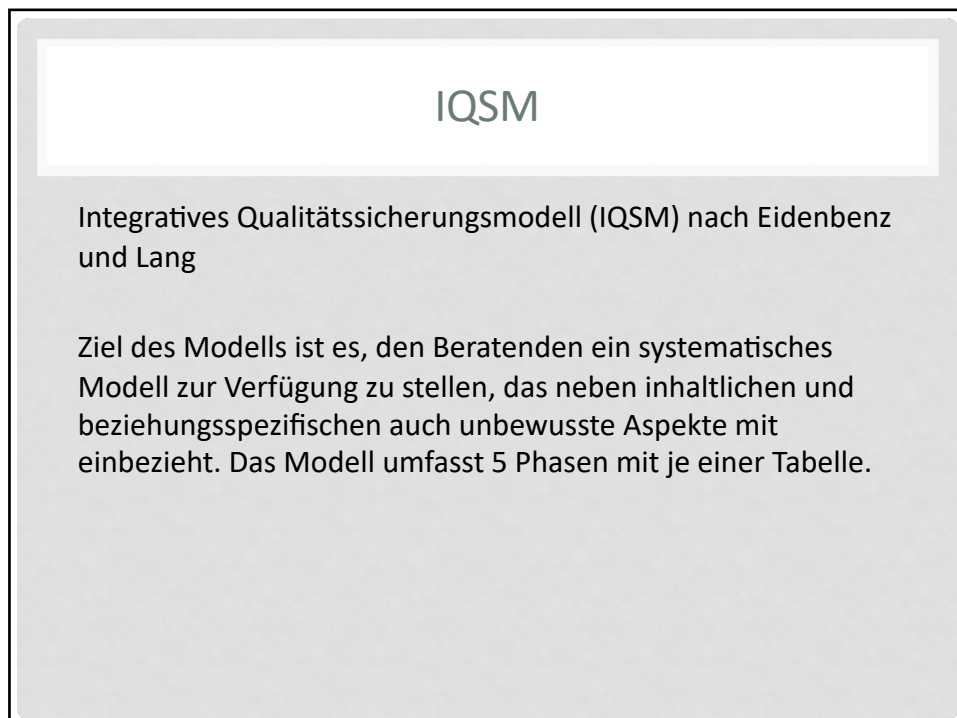 IQSM
Integratives Qualitätssicherungsmodell (IQSM) nach Eidenbenz
und Lang
Ziel des Modells ist es, den Beratenden ein systematisches
Modell zur Verfügung zu stellen, das neben inhaltlichen und
beziehungsspezifischen auch unbewusste Aspekte mit
einbezieht. Das Modell umfasst 5 Phasen mit je einer Tabelle.